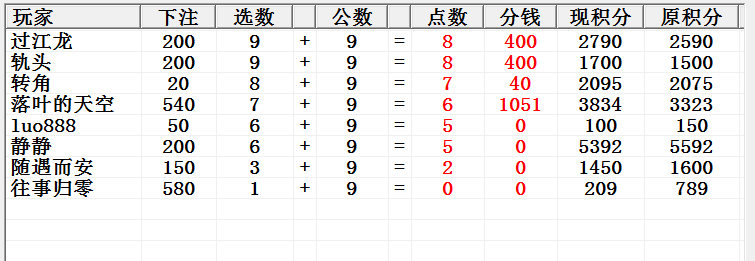 玩家 下注 选数 公数 点数 分钱 现积分 原积分
过江龙 200 9 + 9 = 8 400 2790 2590
轨头 200 9 + 9 = 8 400 1700 1500
转角 20 8 + 9 = 7 40 2095 2075
落叶的天空 540 7 + 9 = 6 1051 3834 3323
luo888 50 6 + 9 = 5 0 100 150
静静 200 6 + 9 = 5 0 5392 5592
随遇而安 150 3 + 9 = 2 0 1450 1600
往事归零 580 1 + 9 = 0 0 209 789